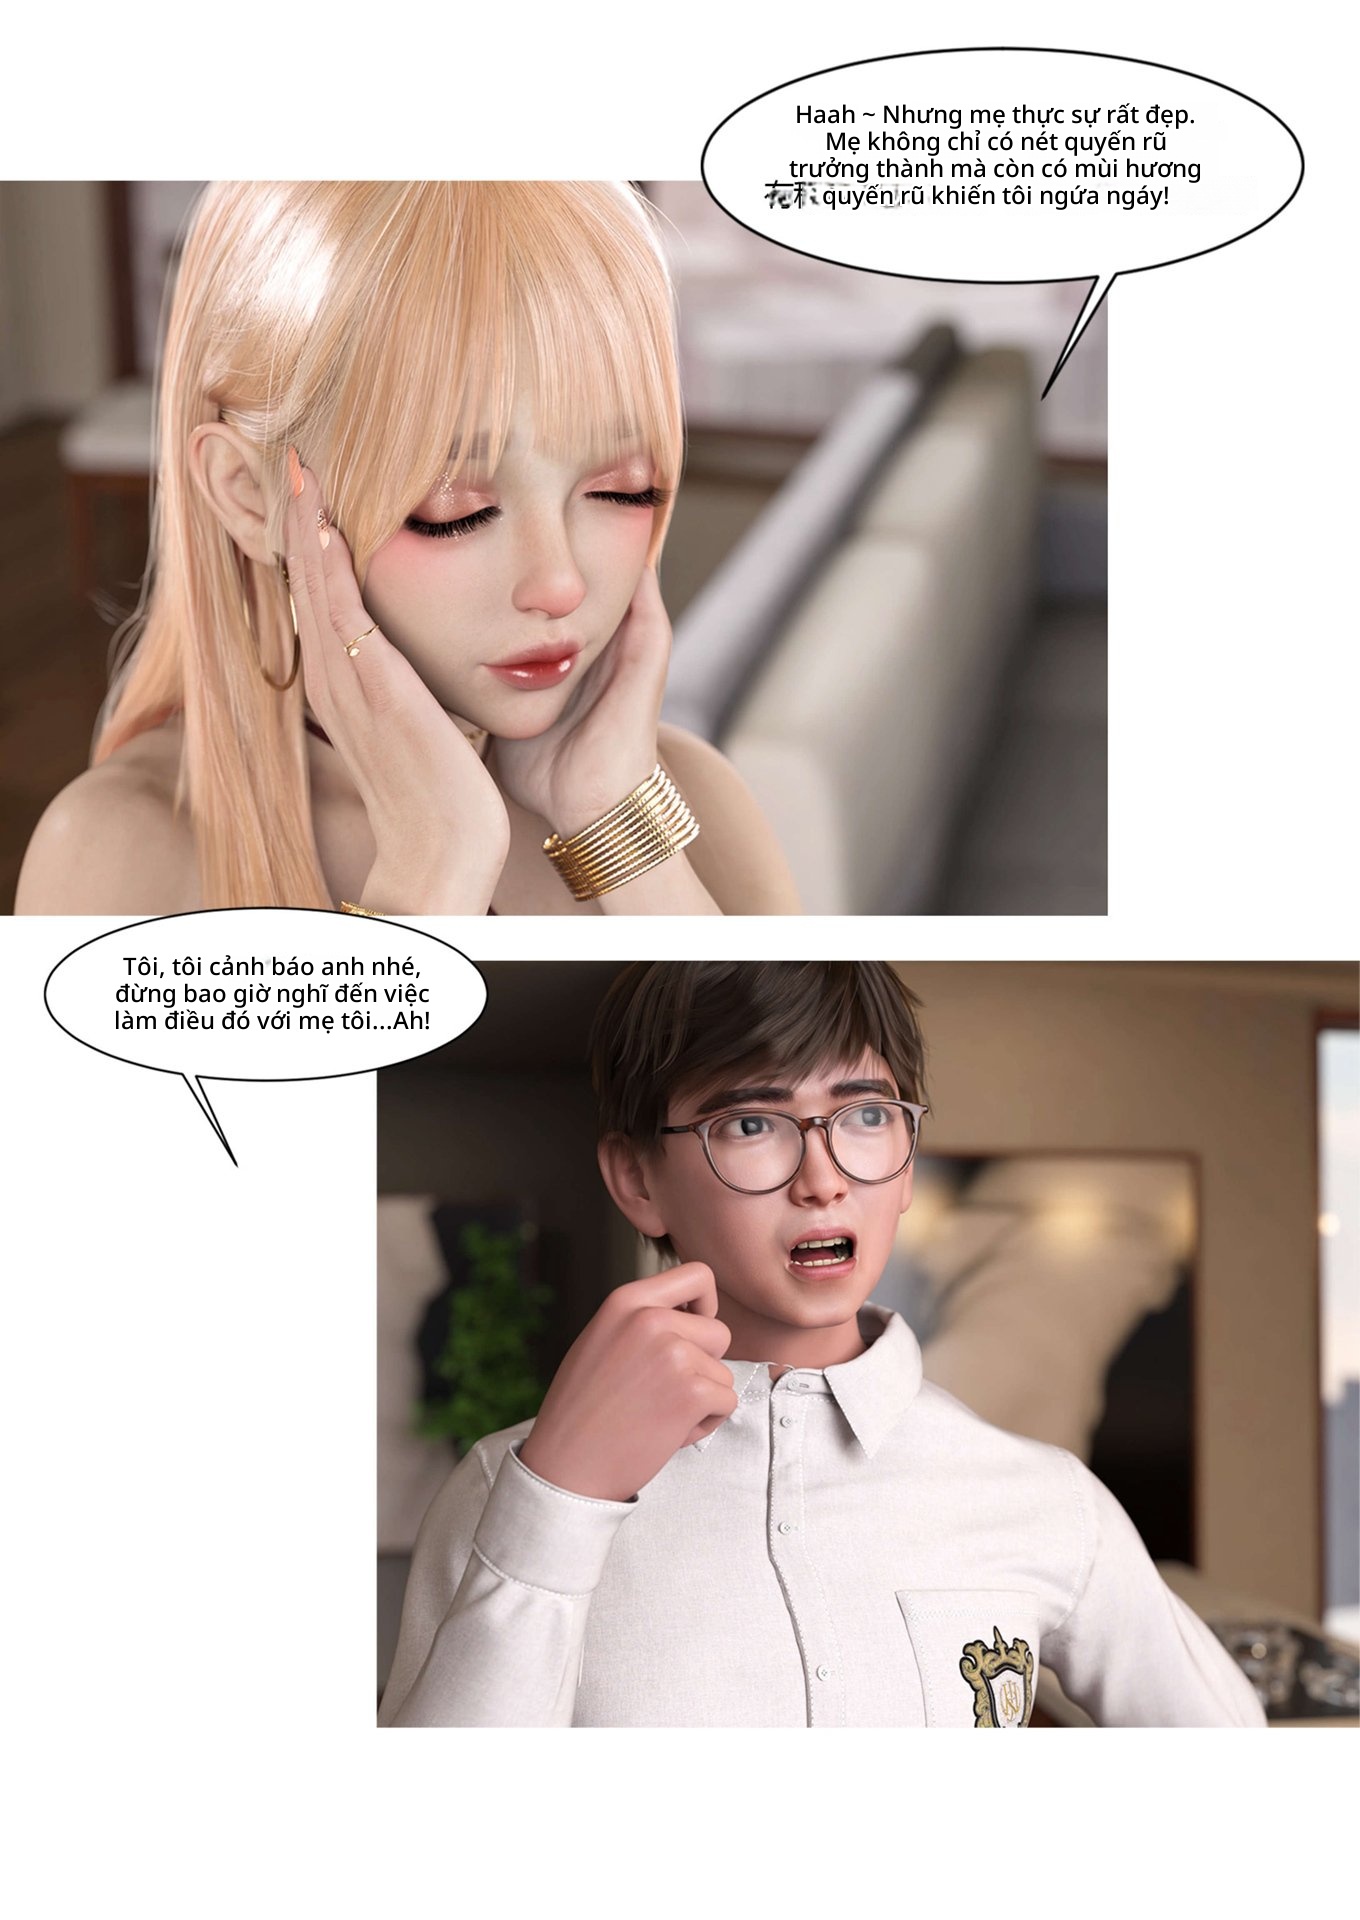 Haah ~ Nhưng mẹ thực sự rất đẹp.
Mẹ không chỉ có nét quyến rũ
trưởng thành mà còn có mùi hương
quyến rũ khiến tôi ngứa ngáy!
Tôi, tôi cảnh báo anh nhé,
đừng bao giờ nghĩ đến việc
làm điều đó với mẹ tôi...Ah!